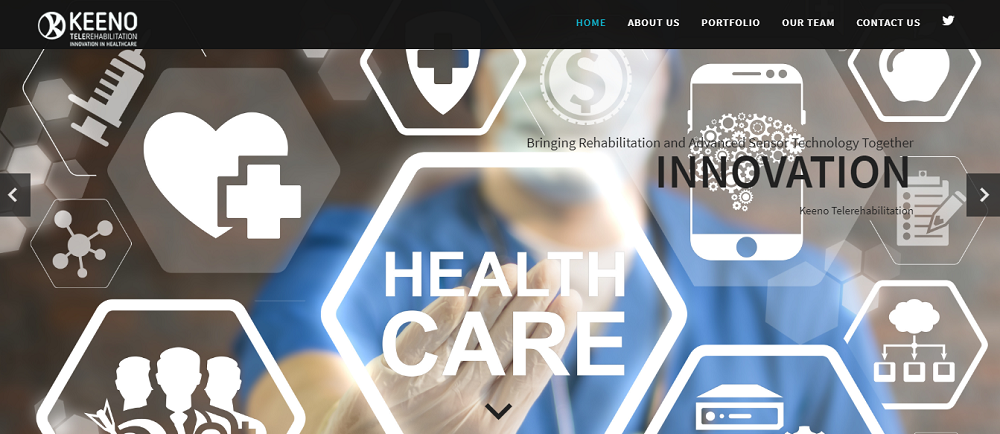 KEENO
TELEREHABILITATION
INNOVATION IN HEALTHCARE
HOME
ABOUT US
PORTFOLIO
OUR TEAM
CONTACT US
Bringing Rehabilitation and Advanced Sensor Technology Together
INNOVATION
Keeno Telerehabilitation
HEALTH
CARE